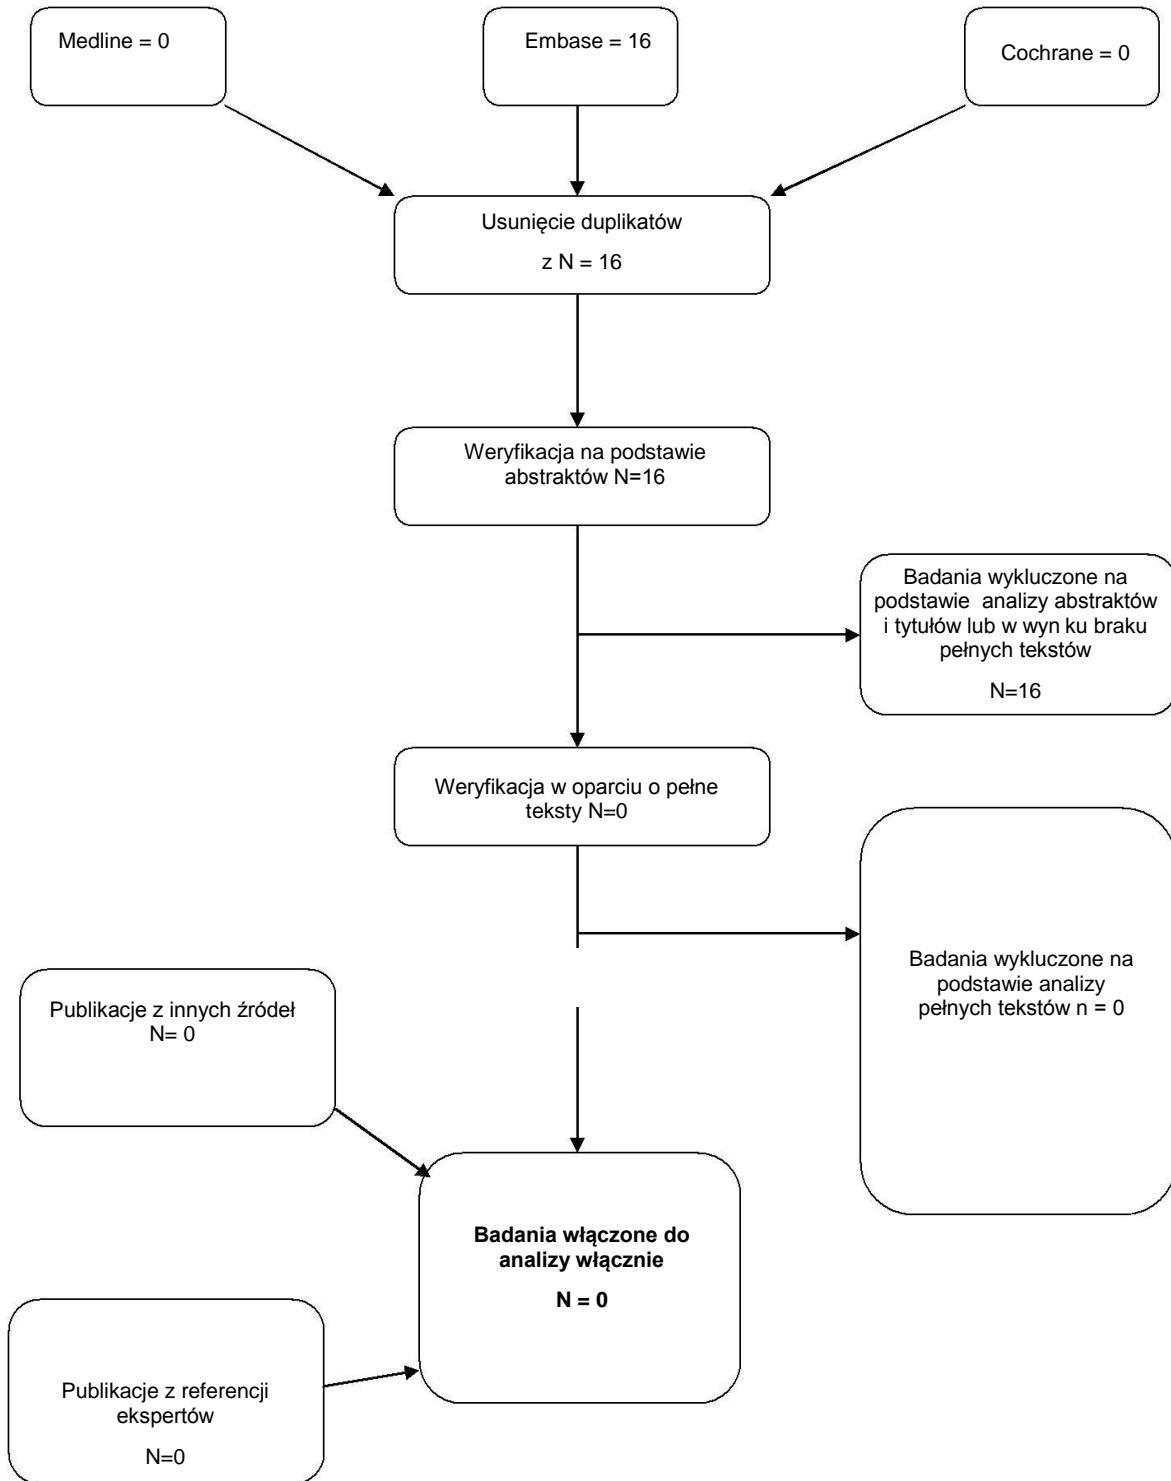 Medline = 0
Embase = 16
Cochrane = 0
Usunięcie duplikatów
z N = 16
Weryfikacja na podstawie
abstraktów N=16
Badania wykluczone na
podstawie analizy abstraktów
i tytułów lub w wyn ku braku
pełnych tekstów
N=16
Weryfikacja w oparciu o pełne
teksty N=0
Badania wykluczone na
podstawie analizy
pełnych tekstów n = 0
Publikacje z innych źródeł
N= 0
Badania włączone do
analizy włącznie
N = 0
Publikacje z referencji
ekspertów
N=0